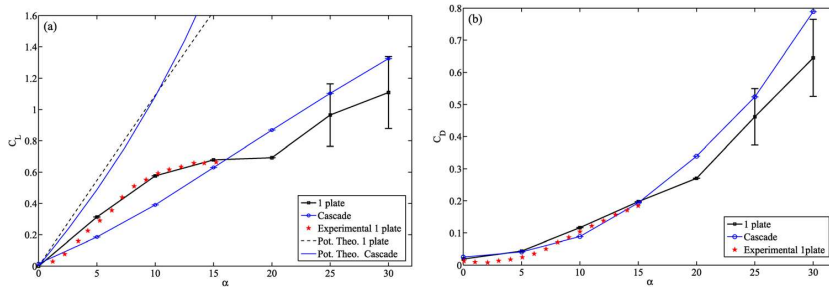 (a)
1.6
1.4
1.2
1
0.8
0.6
0.4
0.2
0
C_L
0 5 10 15 20 25 30
α
1 plate
Cascade
Experimental 1 plate
Pot. Theo. 1 plate
Pot. Theo. Cascade
(b)
0.8
0.7
0.6
0.5
0.4
0.3
0.2
0.1
0
C_D
0 5 10 15 20 25 30
α
1 plate
Cascade
Experimental 1plate